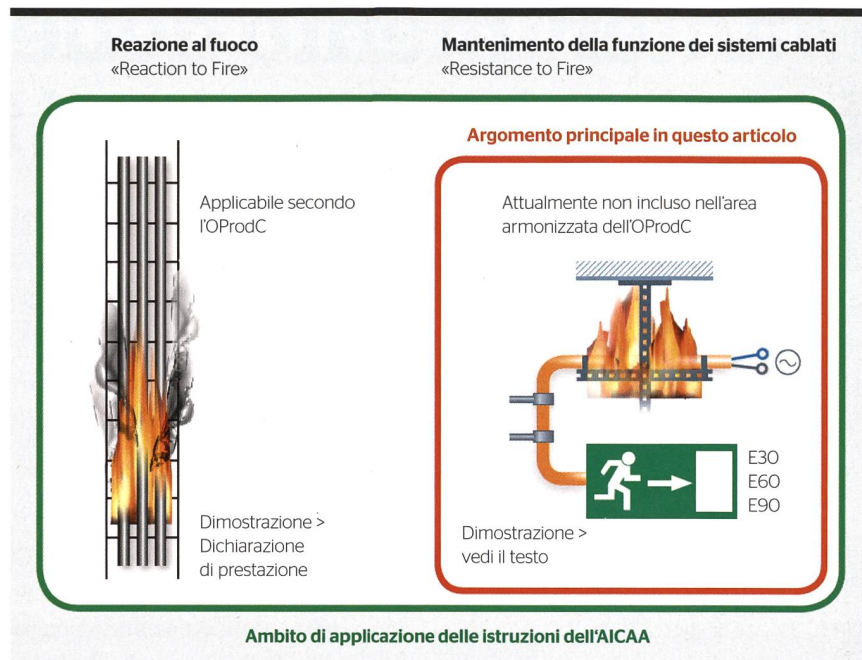 Reazione al fuoco
«Reaction to Fire»
Mantenimento della funzione dei sistemi cablati
«Resistance to Fire»
Argomento principale in questo articolo
Applicabile secondo
l'OProdC
Attualmente non incluso nell'area
armonizzata dell'OProdC
E30
E60
E90
Dimostrazione >
Dichiarazione
di prestazione
Dimostrazione >
vedi il testo
Ambito di applicazione delle istruzioni dell'AICAA